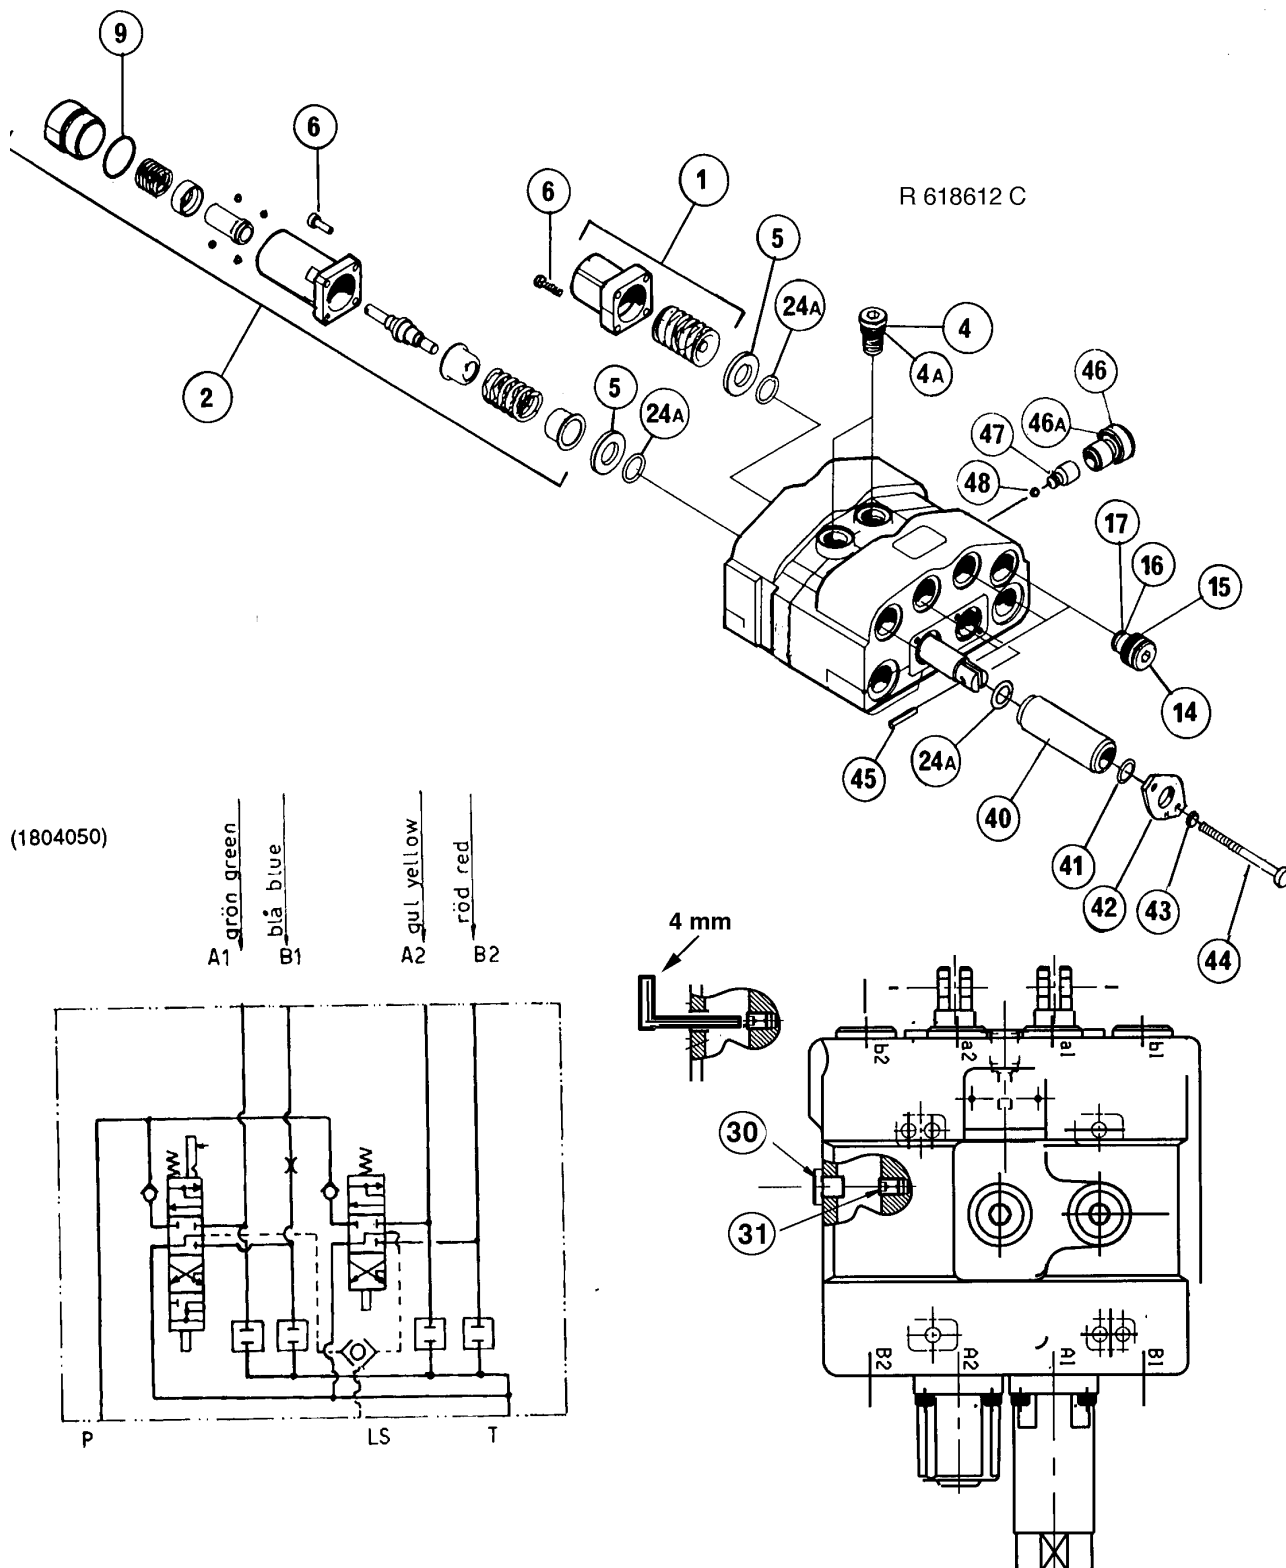 9
6
1
6
R 618612 C
5
24A
4
4A
46
46A
47
48
2
5
24A
17
16
15
14
45
24A
40
41
42
43
44
(1804050)
grön green
blå blue
gul yellow
röd red
A1
B1
A2
B2
4 mm
b2
a2
a1
b1
30
31
B2
A2
A1
B1
P
LS
T